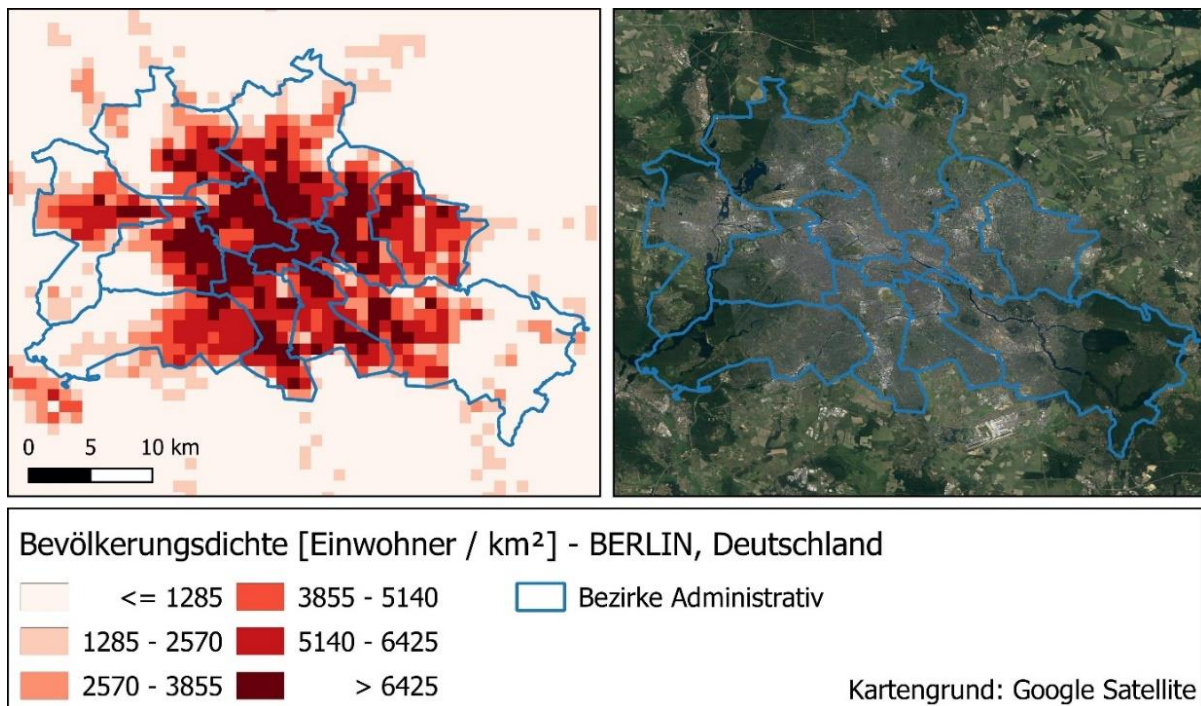 0 5 10 km
Bevölkerungsdichte [Einwohner / km²] - BERLIN, Deutschland
<= 1285
3855 - 5140
Bezirke Administrativ
1285 - 2570
5140 - 6425
2570 - 3855
> 6425
Kartengrund: Google Satellite